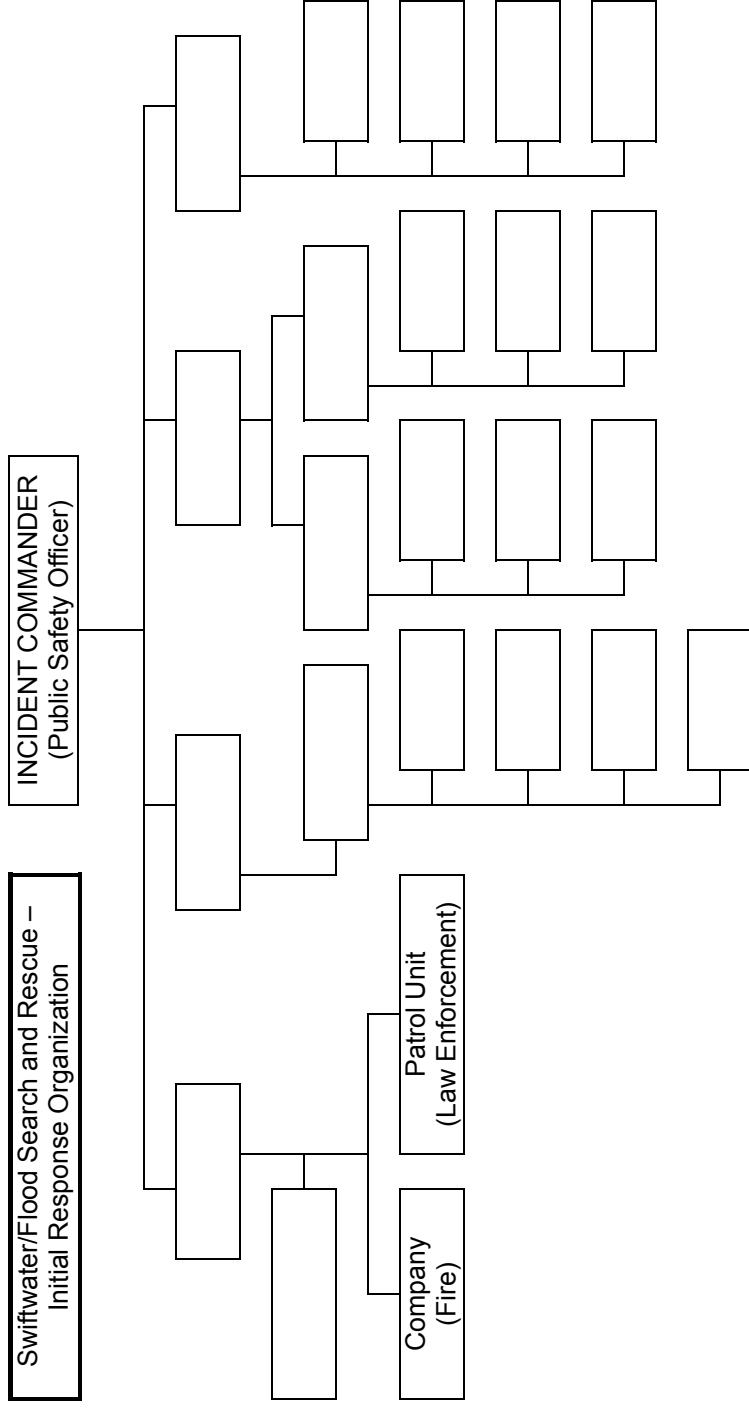 Swiftwater/Flood Search and Rescue –
Initial Response Organization
INCIDENT COMMANDER
(Public Safety Officer)
Company
(Fire)
Patrol Unit
(Law Enforcement)